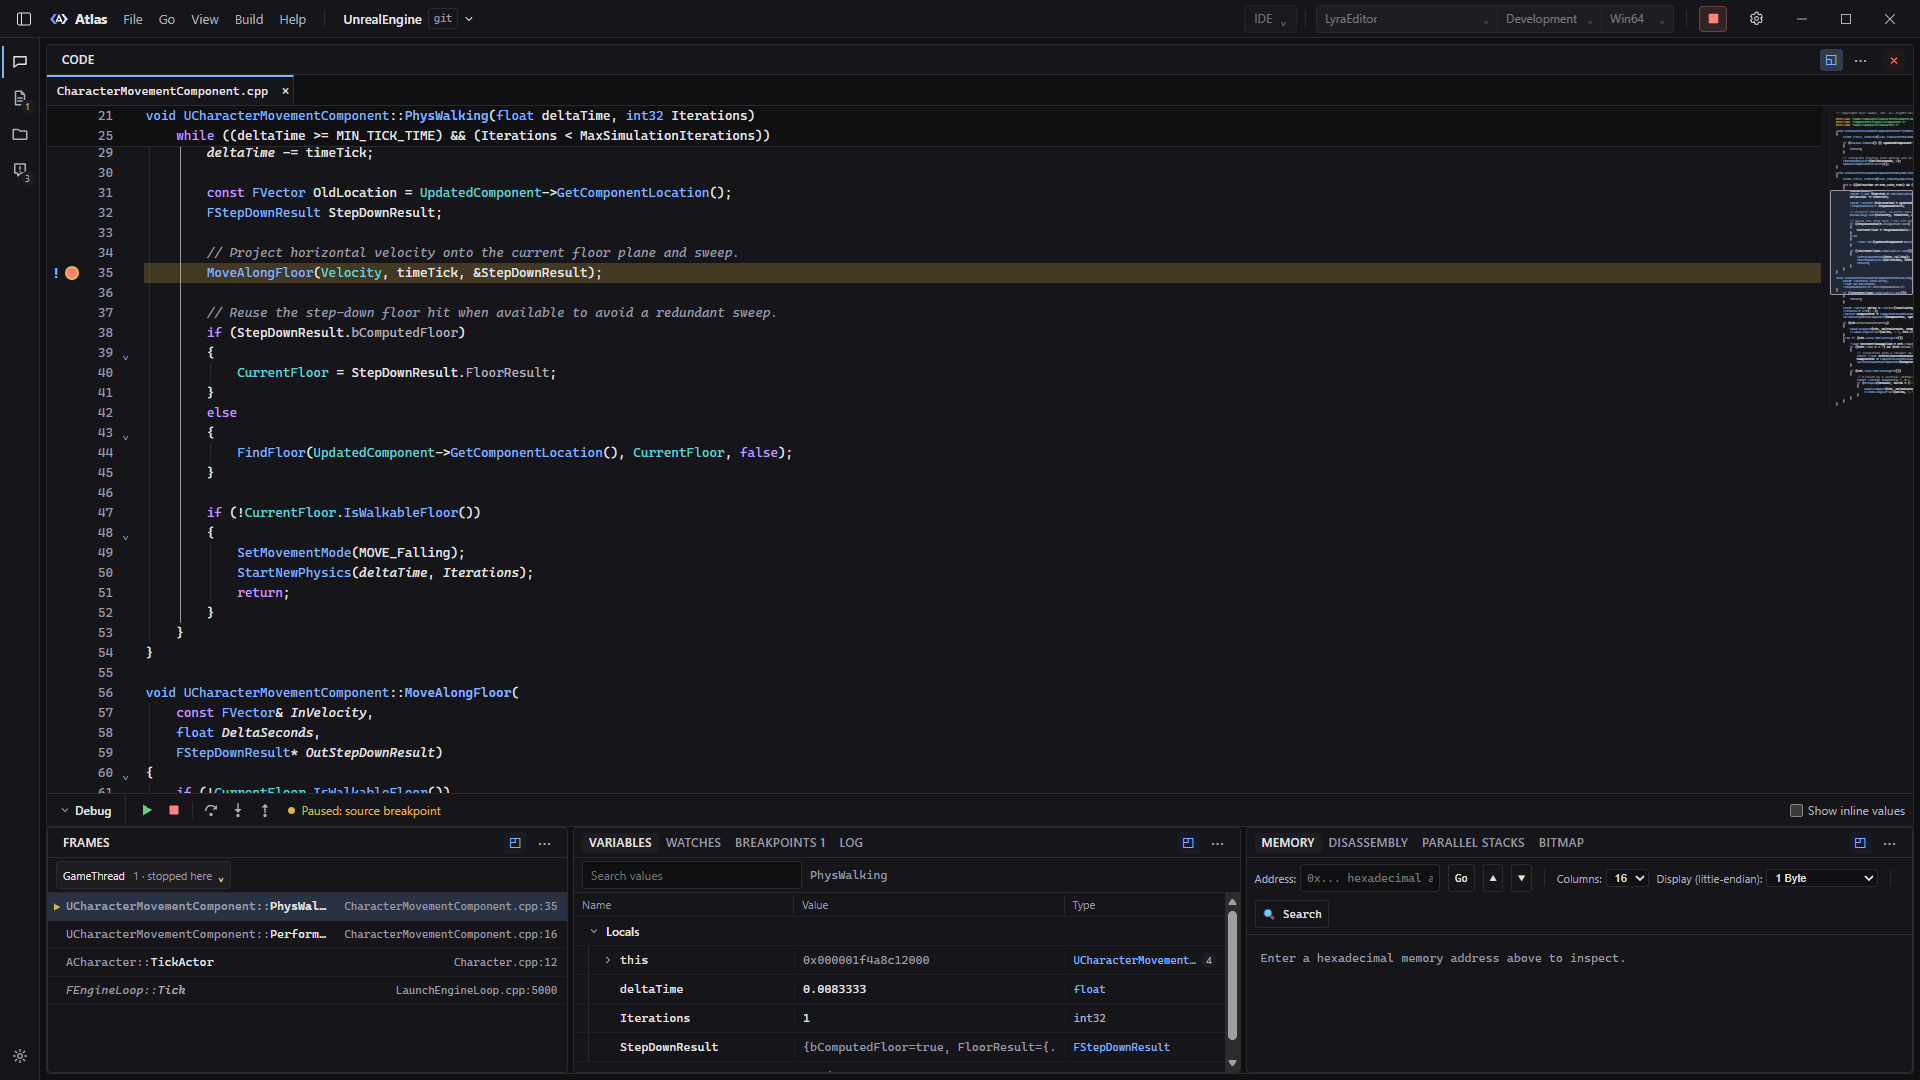 Atlas File Go View Build Help UnrealEngine git IDE LyraEditor Development Win64
CODE
CharacterMovementComponent.cpp ×
21 void UCharacterMovementComponent::PhysWalking(float deltaTime, int32 Iterations)
25 while ((deltaTime >= MIN_TICK_TIME) && (Iterations < MaxSimulationIterations))
29 deltaTime -= timeTick;
30
31 const FVector OldLocation = UpdatedComponent->GetComponentLocation();
32 FStepDownResult StepDownResult;
33
34 // Project horizontal velocity onto the current floor plane and sweep.
! 35 MoveAlongFloor(Velocity, timeTick, &StepDownResult);
36
37 // Reuse the step-down floor hit when available to avoid a redundant sweep.
38 if (StepDownResult.bComputedFloor)
39 {
40 CurrentFloor = StepDownResult.FloorResult;
41 }
42 else
43 {
44 FindFloor(UpdatedComponent->GetComponentLocation(), CurrentFloor, false);
45 }
46
47 if (!CurrentFloor.IsWalkableFloor())
48 {
49 SetMovementMode(MOVE_Falling);
50 StartNewPhysics(deltaTime, Iterations);
51 return;
52 }
53 }
54 }
55
56 void UCharacterMovementComponent::MoveAlongFloor(
57 const FVector& InVelocity,
58 float DeltaSeconds,
59 FStepDownResult* OutStepDownResult)
60 {
61 if (!CurrentFloor.IsWalkableFloor())
1
3
Debug Paused: source breakpoint Show inline values
FRAMES
GameThread 1 · stopped here
UCharacterMovementComponent::PhysWal… CharacterMovementComponent.cpp:35
UCharacterMovementComponent::Perform… CharacterMovementComponent.cpp:16
ACharacter::TickActor Character.cpp:12
FEngineLoop::Tick LaunchEngineLoop.cpp:5000
VARIABLES WATCHES BREAKPOINTS 1 LOG
Search values PhysWalking
Name Value Type
Locals
this 0x000001f4a8c12000 UCharacterMovement… 4
deltaTime 0.0083333 float
Iterations 1 int32
StepDownResult {bComputedFloor=true, FloorResult={. FStepDownResult
MEMORY DISASSEMBLY PARALLEL STACKS BITMAP
Address: 0x... hexadecimal a Go ▲ ▼ Columns: 16 Display (little-endian): 1 Byte
Search
Enter a hexadecimal memory address above to inspect.